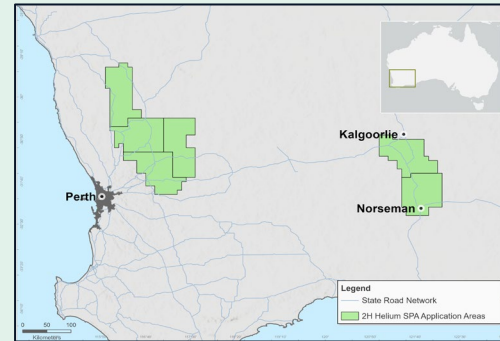 Kalgoorlie
Perth
Norseman
Legend
State Road Network
2H Helium SPA Application Areas
0 50 100
Kilometers